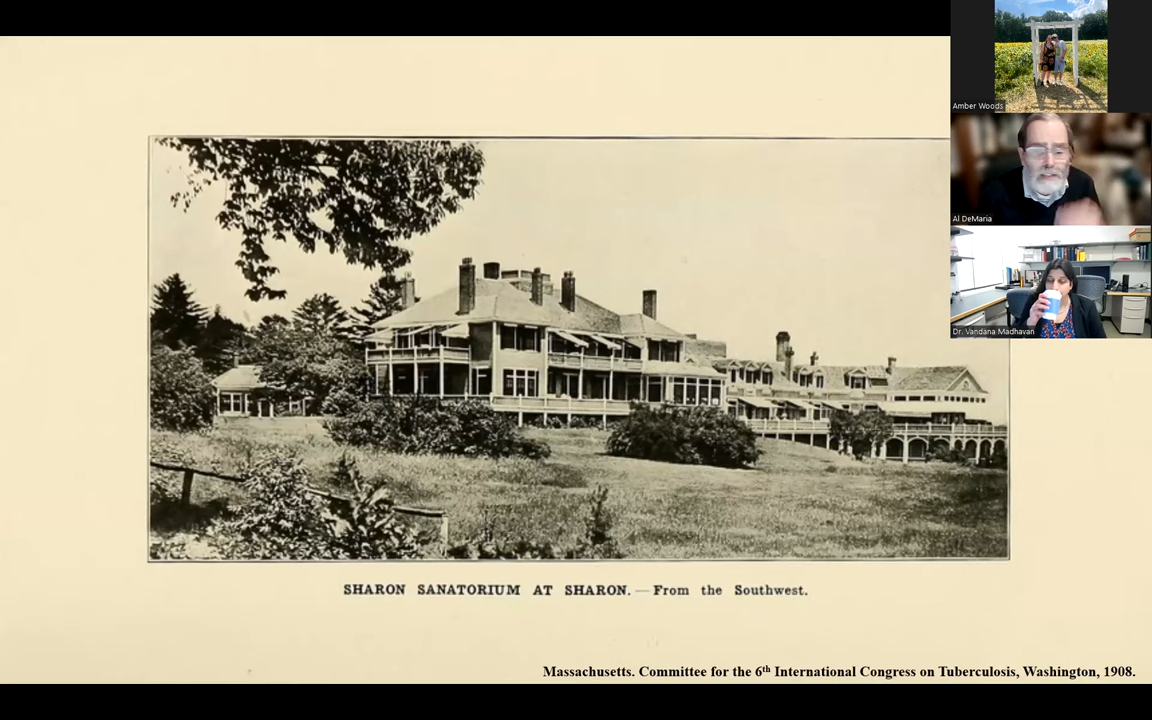 Amber Woods
Al DeMaria
Dr. Vandana Madhavan
SHARON SANATORIUM AT SHARON. — From the Southwest.
Massachusetts. Committee for the 6th International Congress on Tuberculosis, Washington, 1908.